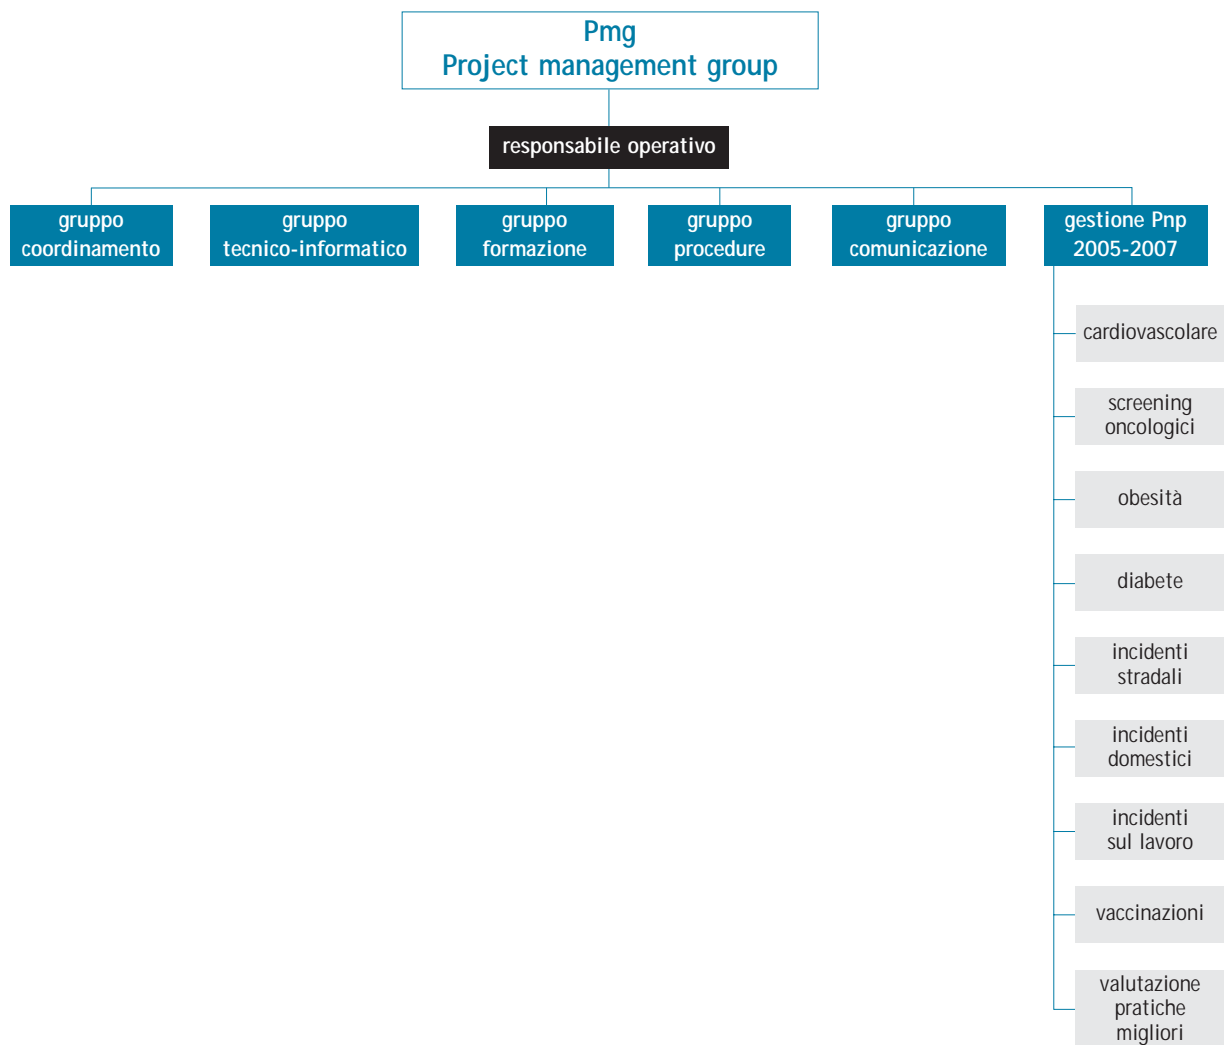 Pmg
Project management group
responsabile operativo
gruppo
coordinamento
gruppo
tecnico-informatico
gruppo
formazione
gruppo
procedure
gruppo
comunicazione
gestione Pnp
2005-2007
cardiovascolare
screening
oncologici
obesità
diabete
incidenti
stradali
incidenti
domestici
incidenti
sul lavoro
vaccinazioni
valutazione
pratiche
migliori